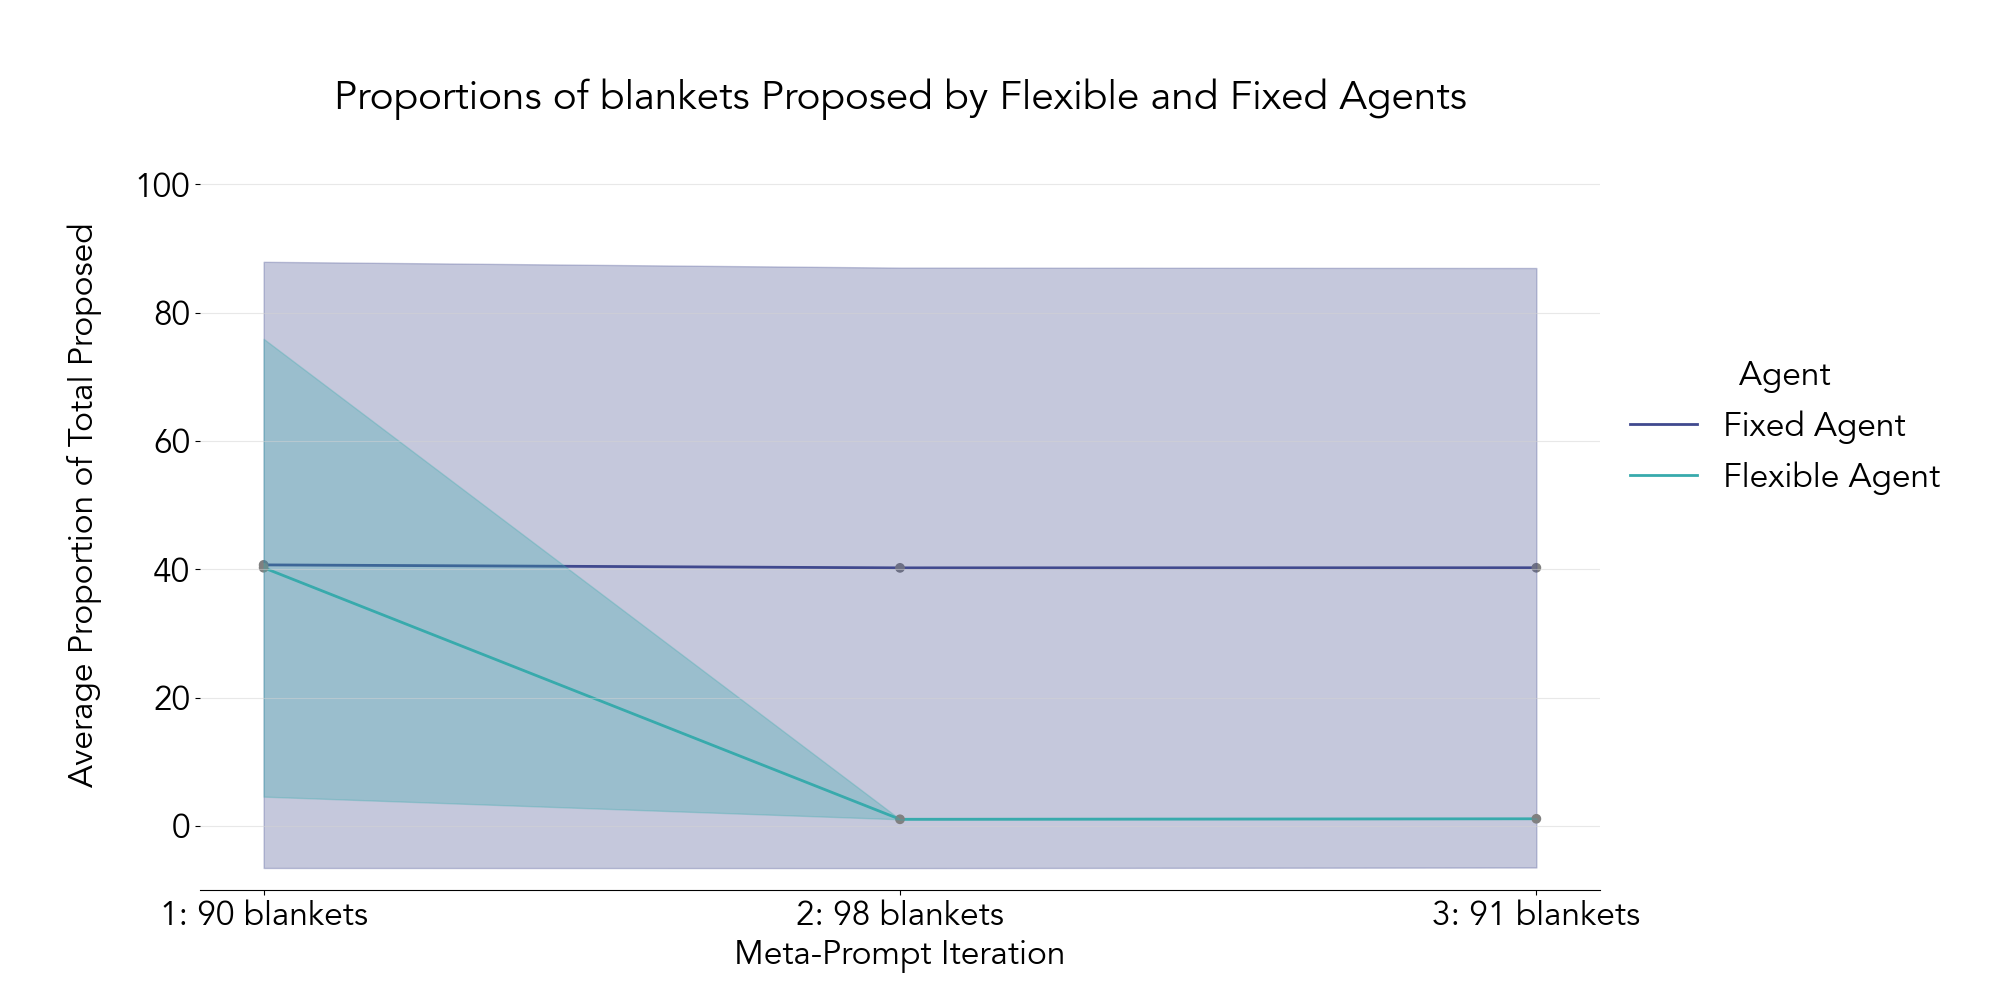 Proportions of blankets Proposed by Flexible and Fixed Agents
Average Proportion of Total Proposed
100
80
60
40
20
0
1: 90 blankets
2: 98 blankets
3: 91 blankets
Meta-Prompt Iteration
Agent
Fixed Agent
Flexible Agent